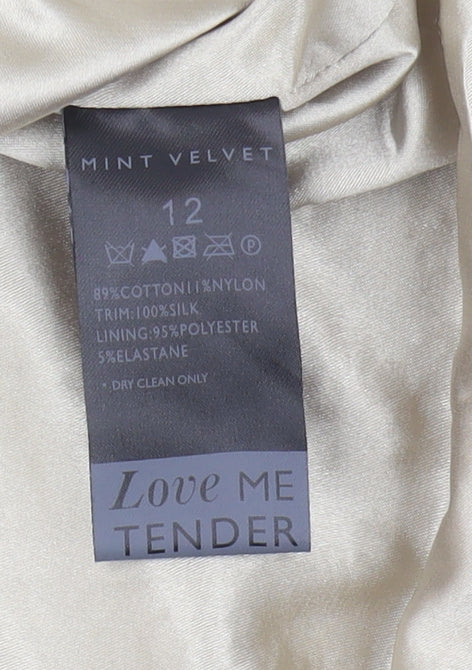 MINT VELVET
12
P
89%COTTON11%NYLON
TRIM:100%SILK
LINING:95%POLYESTER
5%ELASTANE
• DRY CLEAN ONLY
Love ME
TENDER